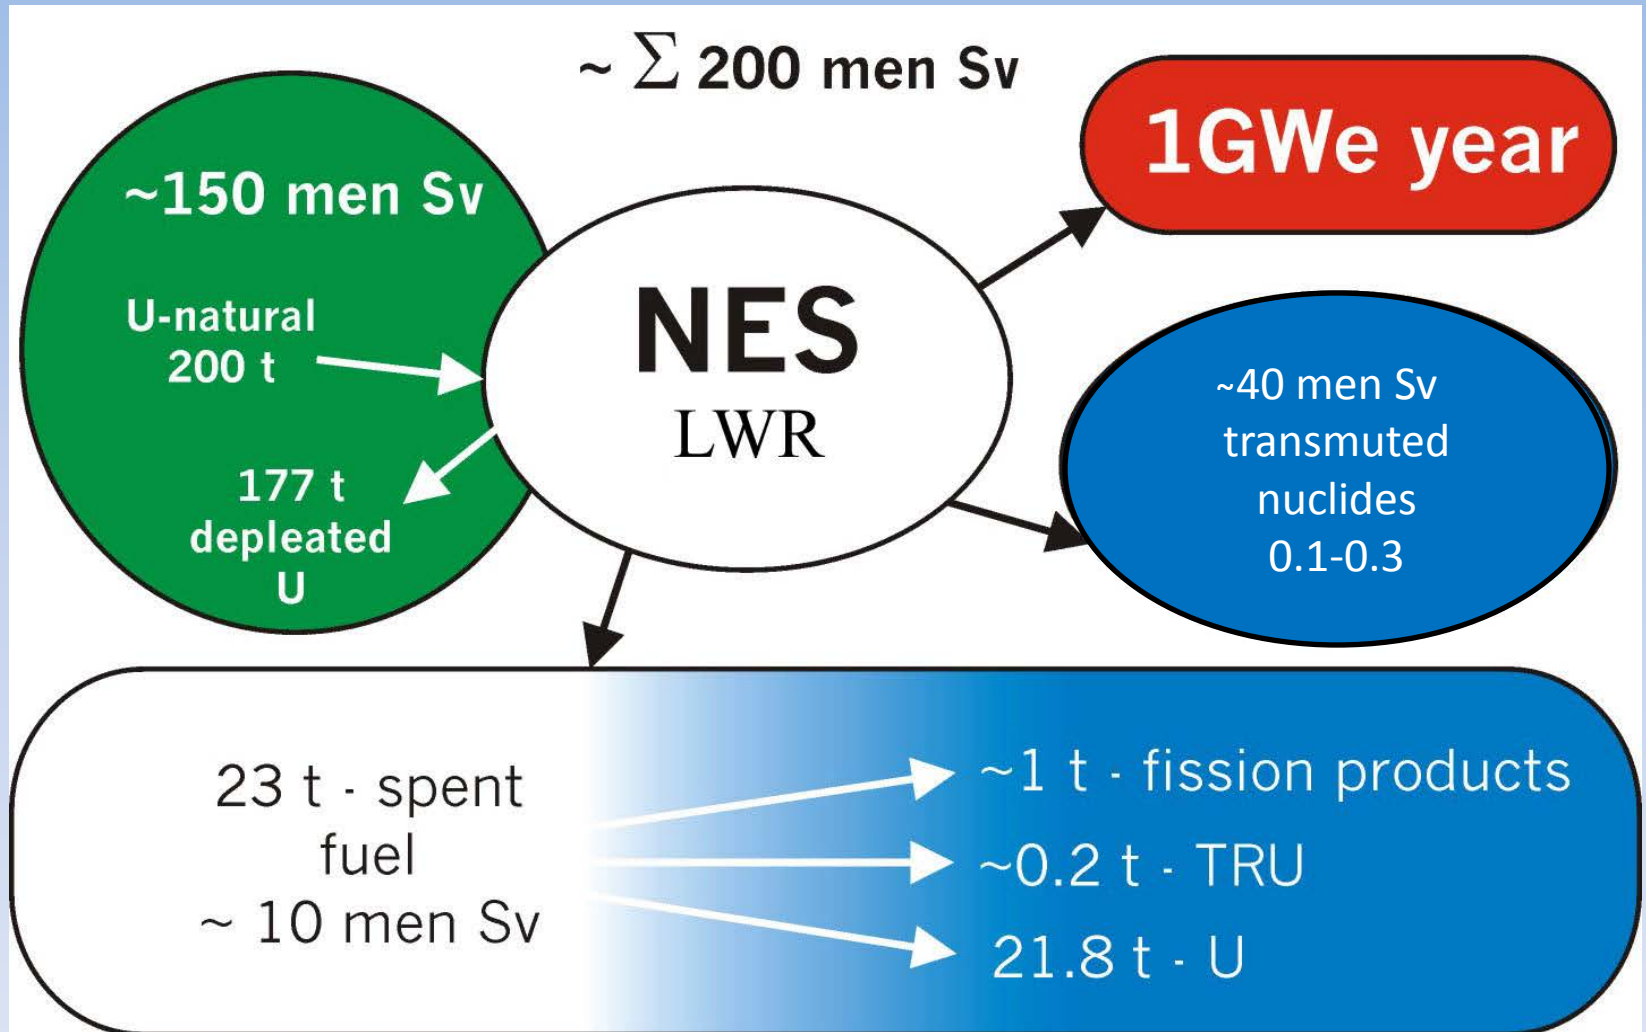 ~ Σ 200 men Sv
1GWe year
~150 men Sv
U-natural
200 t
177 t
depleated
U
NES
LWR
~40 men Sv
transmuted
nuclides
0.1-0.3
23 t - spent
fuel
~ 10 men Sv
~1 t - fission products
~0.2 t - TRU
21.8 t - U